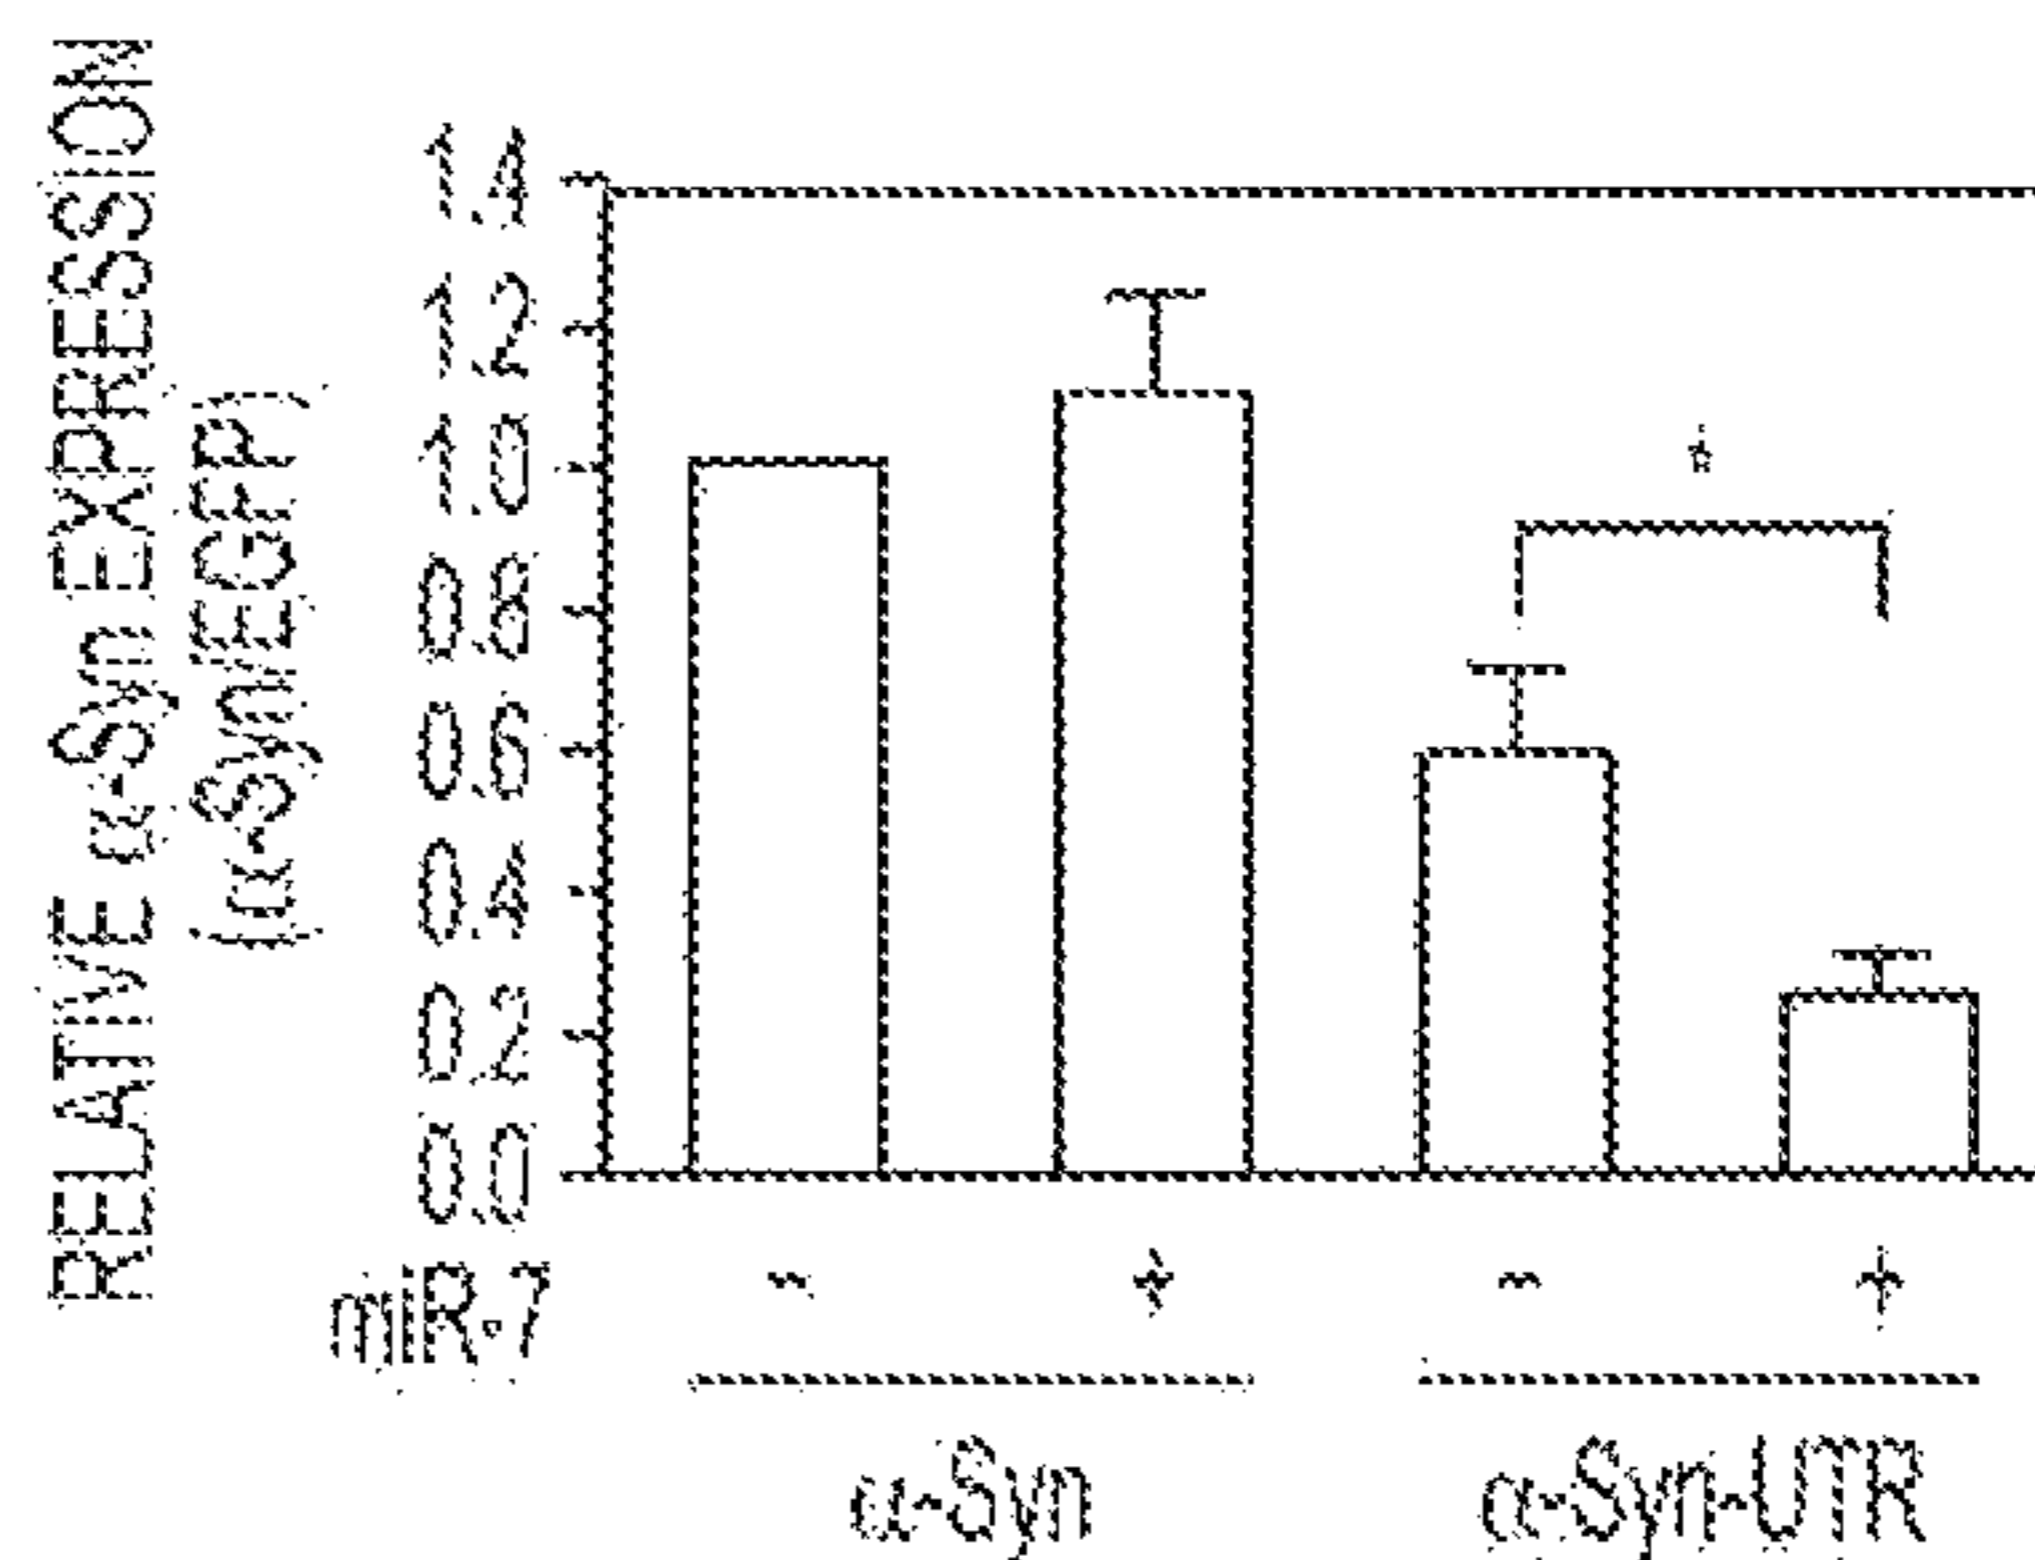 RELATIVE α-Syn EXPRESSION
(α-Syn/EGFP)
1.4
1.2
1.0
0.8
0.6
0.4
0.2
0.0
*
miR-7 - + - +
α-Syn α-Syn-UTR